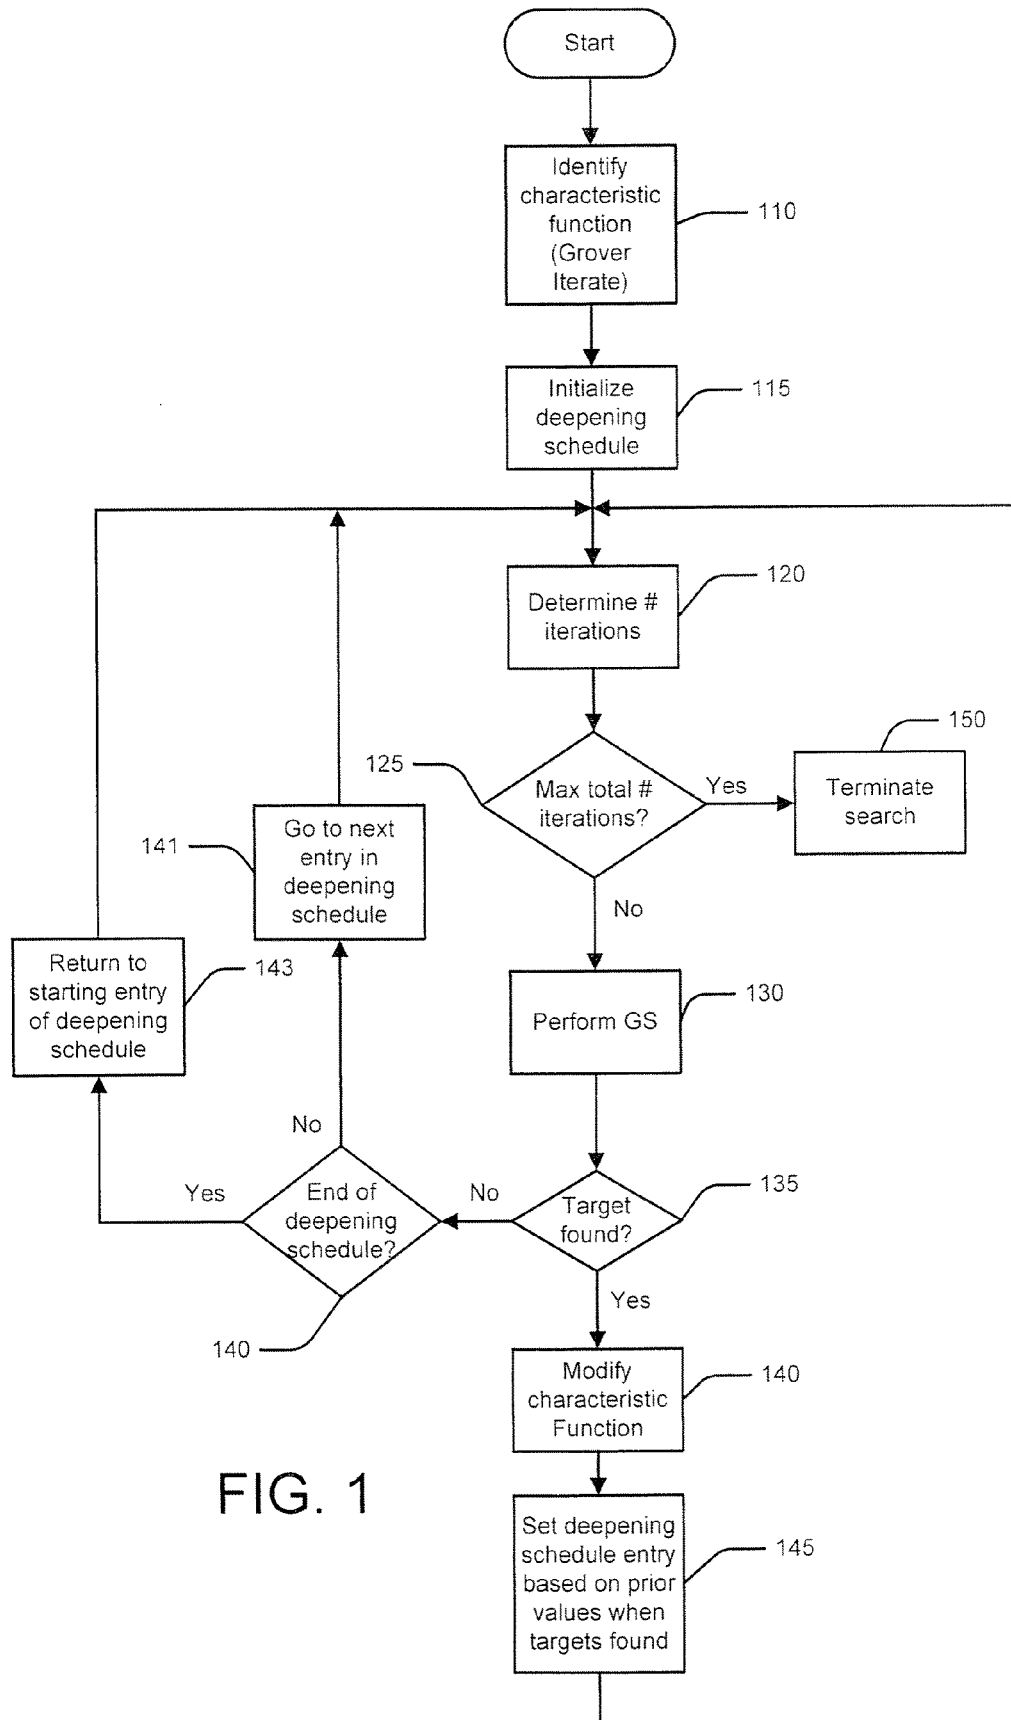 Start
Identify
characteristic
function
(Grover
Iterate)
110
Initialize
deepening
schedule
115
Determine #
iterations
120
125
Max total #
iterations?
Yes
150
Terminate
search
No
141
Go to next
entry in
deepening
schedule
Return to
starting entry
of deepening
schedule
143
Perform GS
130
No
Yes
End of
deepening
schedule?
140
No
Target
found?
135
Yes
Modify
characteristic
Function
140
Set deepening
schedule entry
based on prior
values when
targets found
145
FIG. 1